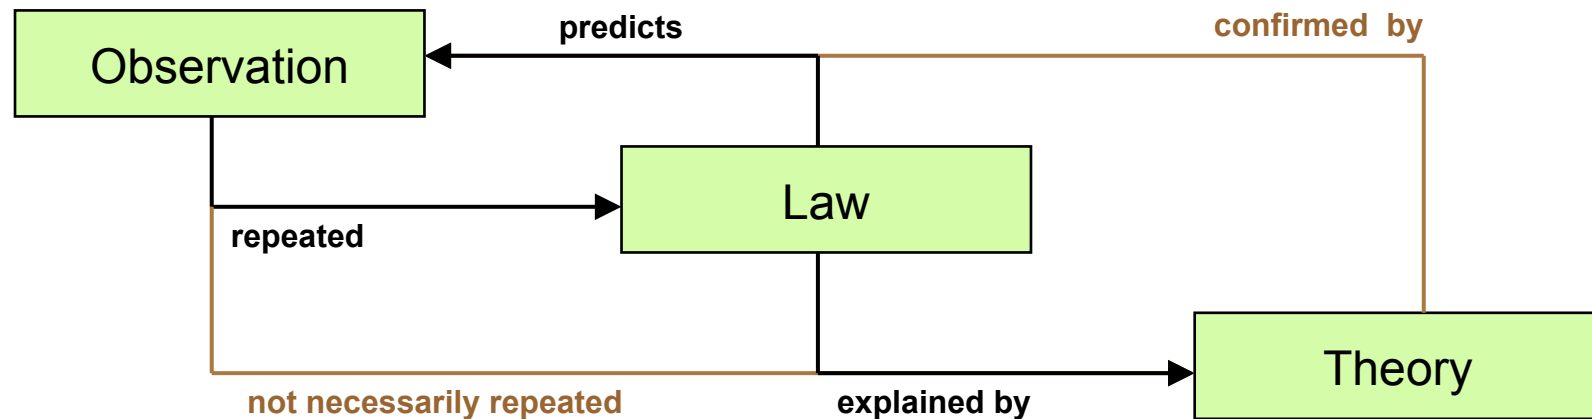 predicts
confirmed by
Observation
Law
repeated
Theory
not necessarily repeated
explained by